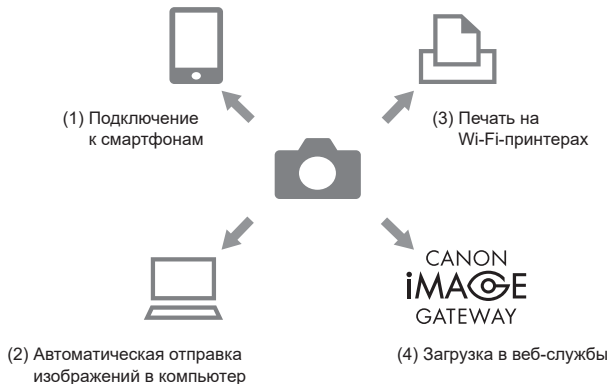 (1) Подключение
к смартфонам
(3) Печать на
Wi-Fi-принтерах
CANON
iMAGE
GATEWAY
(2) Автоматическая отправка
изображений в компьютер
(4) Загрузка в веб-службы